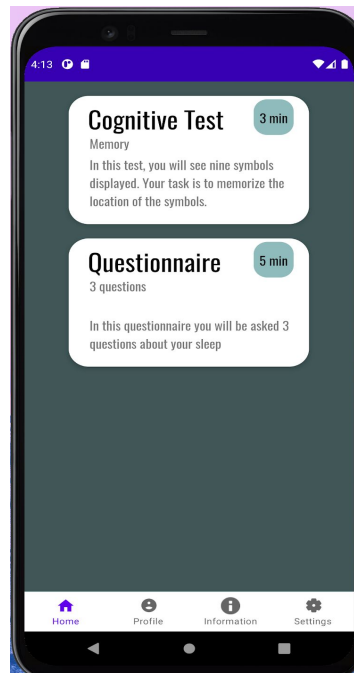 4:13
Cognitive Test
3 min
Memory
In this test, you will see nine symbols
displayed. Your task is to memorize the
location of the symbols.
Questionnaire
5 min
3 questions
In this questionnaire you will be asked 3
questions about your sleep
Home Profile Information Settings